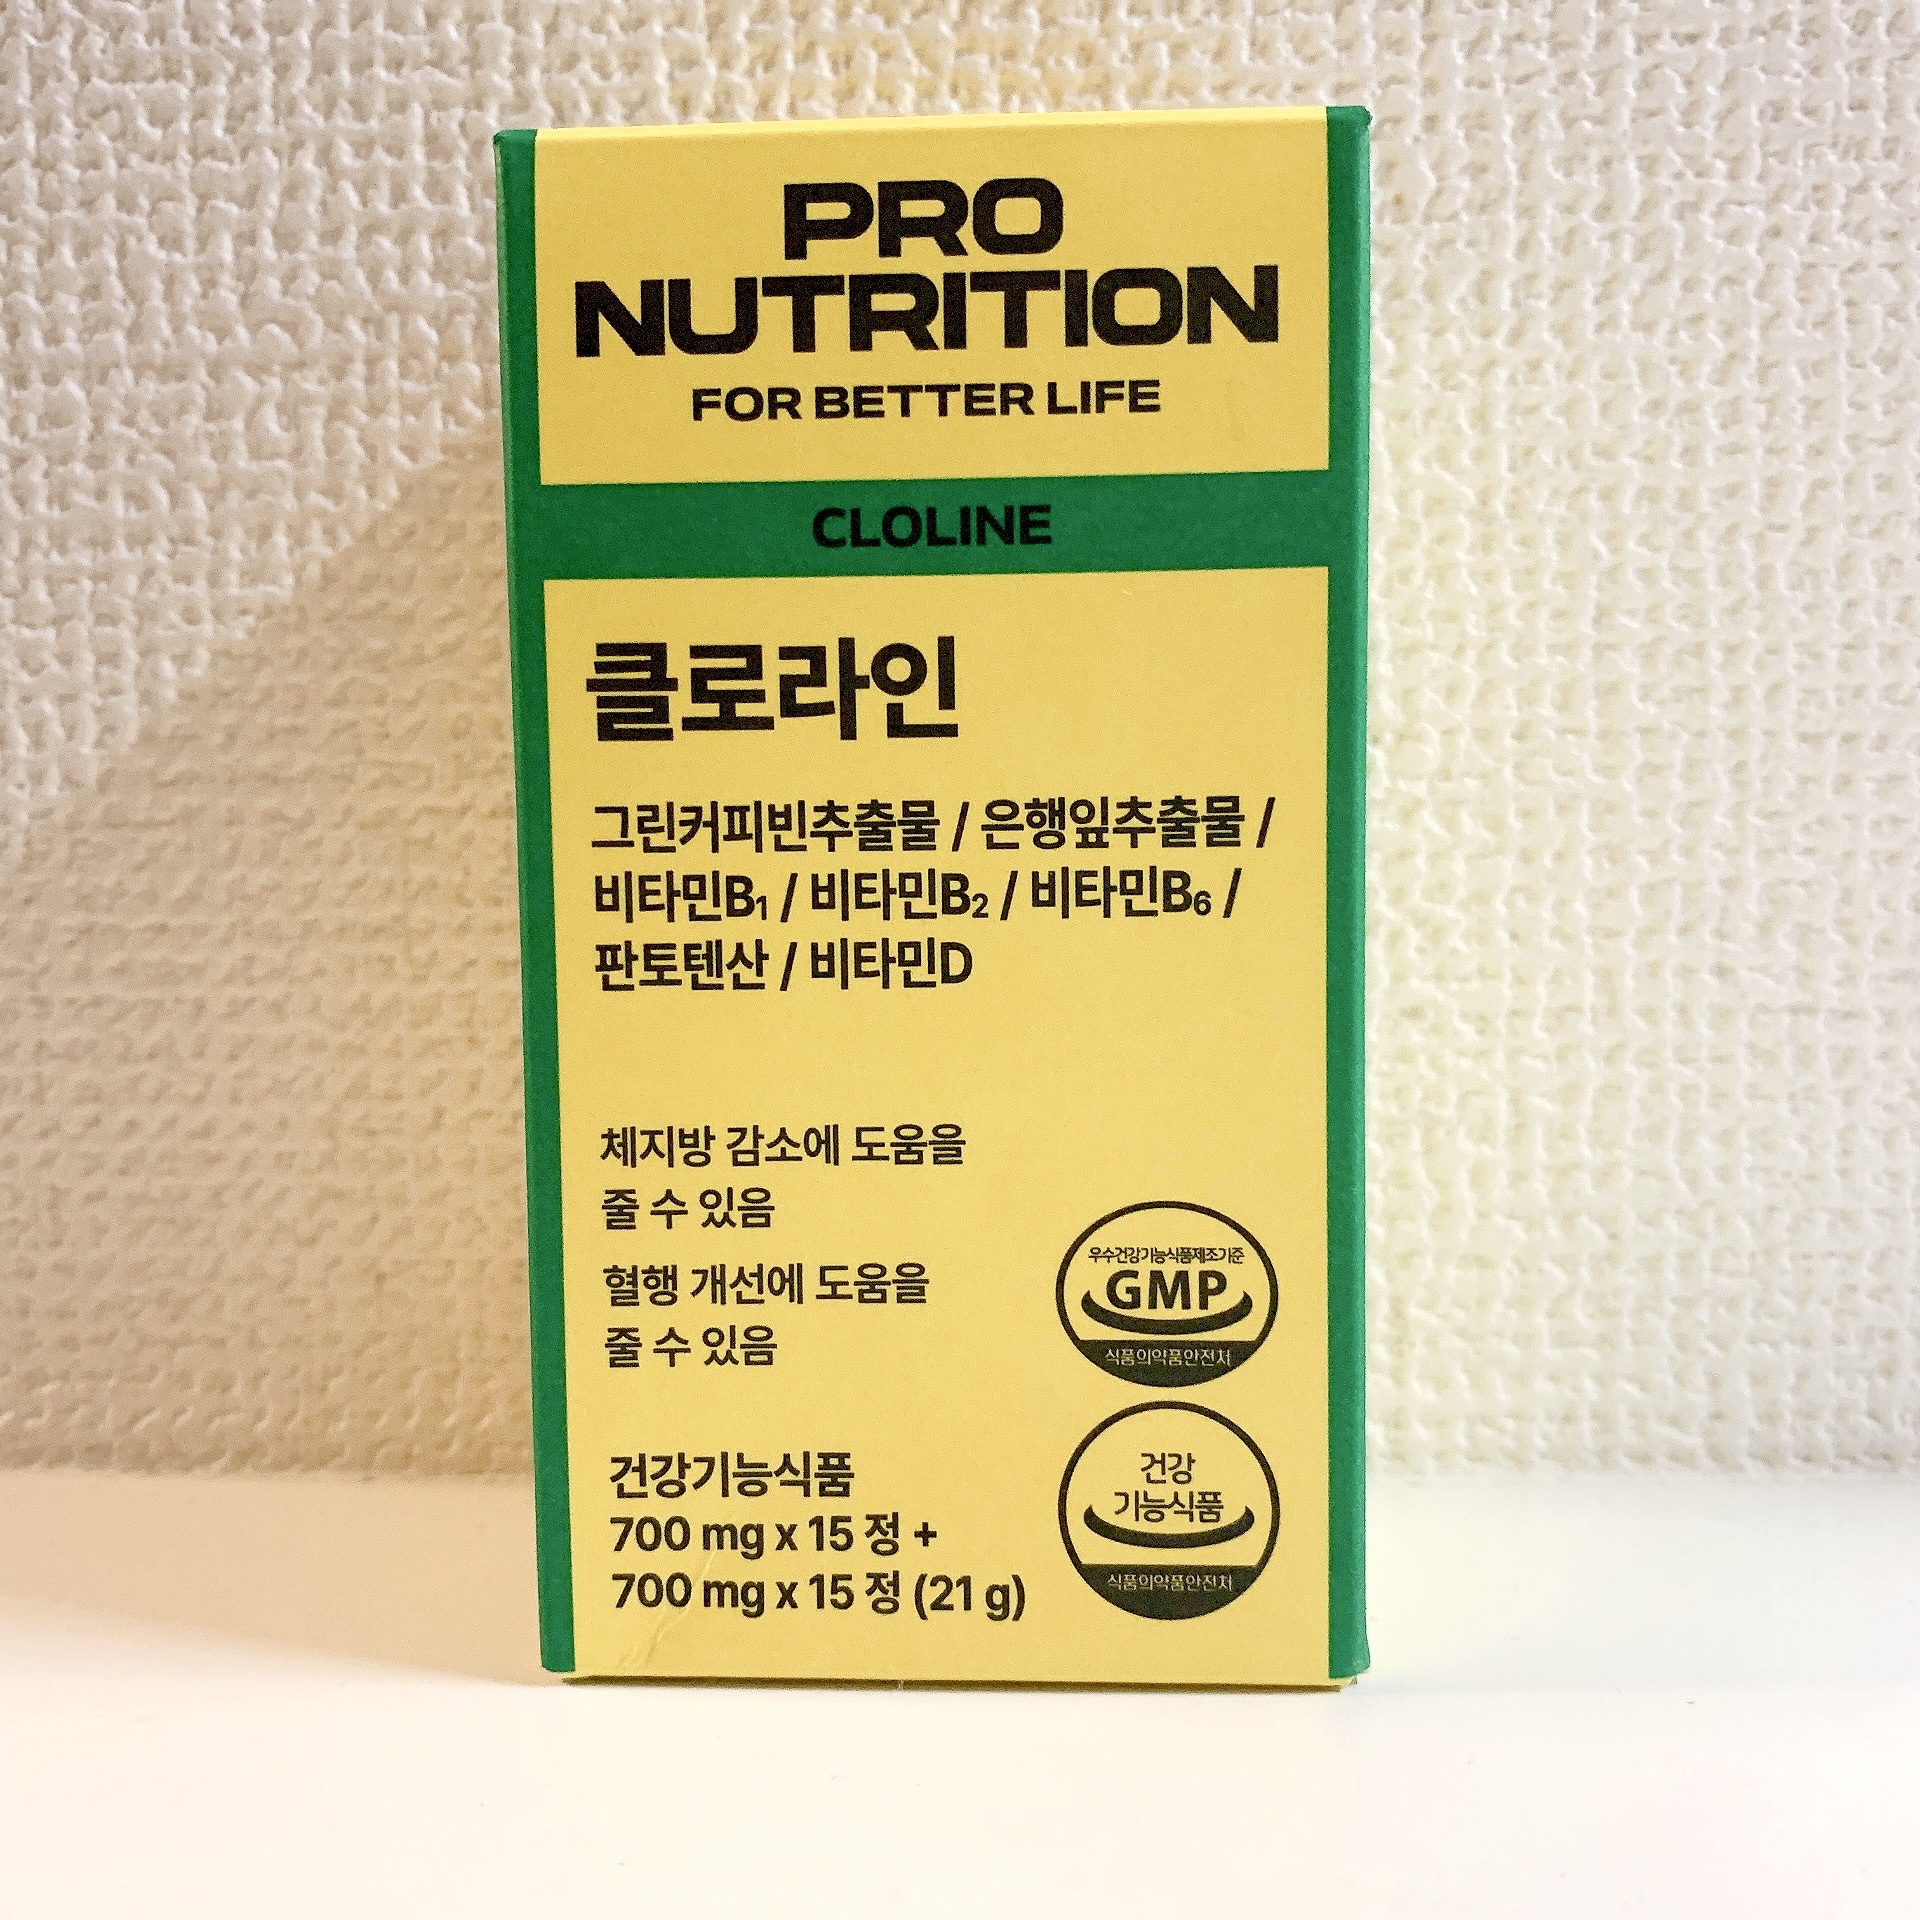 PRO
NUTRITION
FOR BETTER LIFE
CLOLINE
클로라인
그린커피빈추출물 / 은행잎추출물 /
비타민B₁ / 비타민B₂ / 비타민B₆ /
판토텐산 / 비타민D
체지방 감소에 도움을
줄 수 있음
혈행 개선에 도움을
줄 수 있음
우수건강기능식품제조기준
GMP
식품의약품안전처
건강기능식품
700 mg x 15 정 +
700 mg x 15 정 (21 g)
건강
기능식품
식품의약품안전처